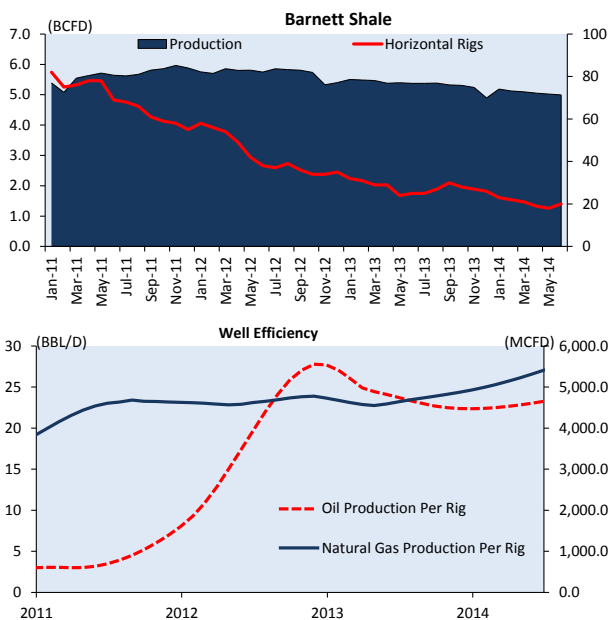 Barnett Shale
(BCFD)
Production
Horizontal Rigs
7.0
6.0
5.0
4.0
3.0
2.0
1.0
0.0
100
80
60
40
20
0
Jan-11
Mar-11
May-11
Jul-11
Sep-11
Nov-11
Jan-12
Mar-12
May-12
Jul-12
Sep-12
Nov-12
Jan-13
Mar-13
May-13
Jul-13
Sep-13
Nov-13
Jan-14
Mar-14
May-14
Well Efficiency
(BBL/D)
(MCFD)
30
25
20
15
10
5
0
6,000.0
5,000.0
4,000.0
3,000.0
2,000.0
1,000.0
0.0
Oil Production Per Rig
Natural Gas Production Per Rig
2011
2012
2013
2014